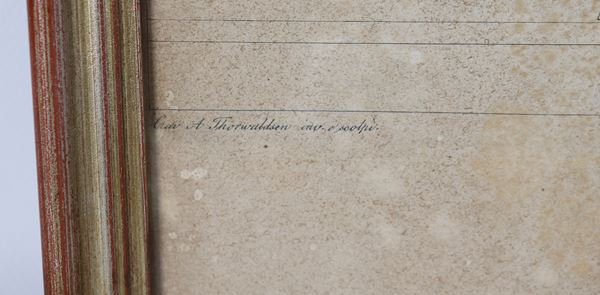 Cav A Thorwaldsen inv. e scolpì.